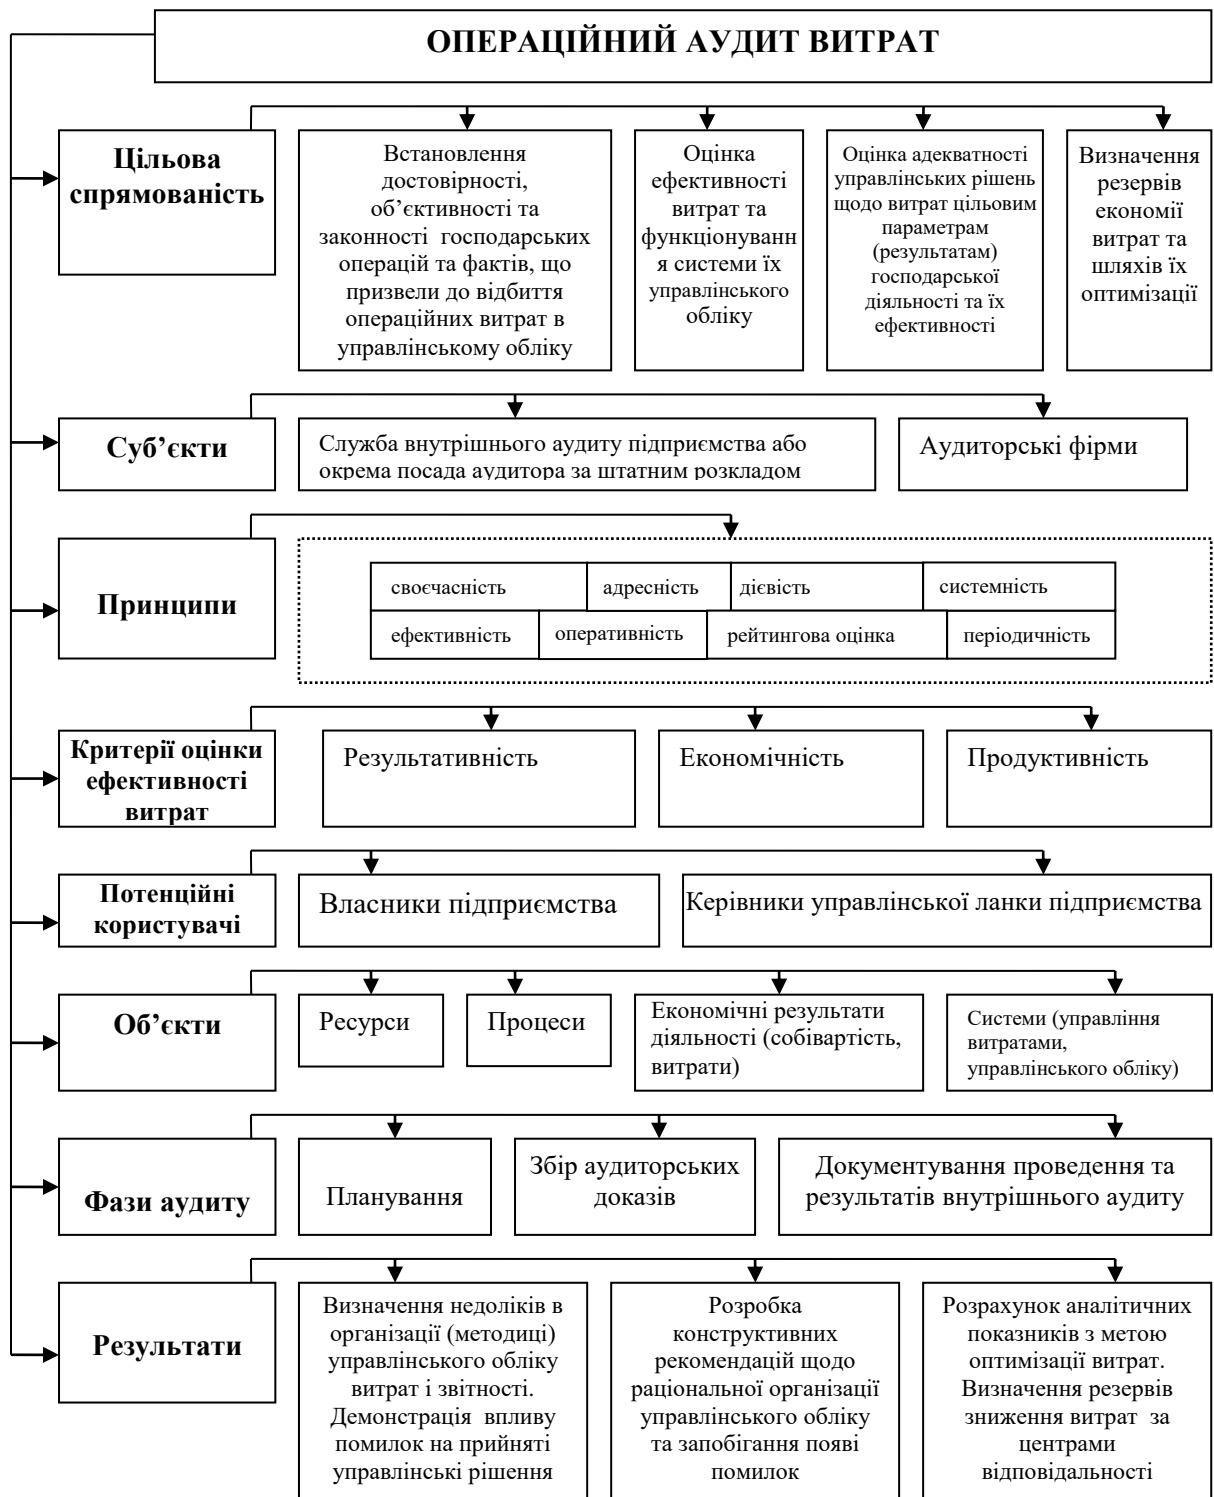 ОПЕРАЦІЙНИЙ АУДИТ ВИТРАТ
Цільова
спрямованість
Встановлення
достовірності,
об’єктивності та
законності господарських
операцій та фактів, що
призвели до відбиття
операційних витрат в
управлінському обліку
Оцінка
ефективності
витрат та
функціонуванн
я системи їх
управлінського
обліку
Оцінка адекватності
управлінських рішень
щодо витрат цільовим
параметрам
(результатам)
господарської
діяльності та їх
ефективності
Визначення
резервів
економії
витрат та
шляхів їх
оптимізації
Суб’єкти
Служба внутрішнього аудиту підприємства або
окрема посада аудитора за штатним розкладом
Аудиторські фірми
Принципи
своєчасність
адресність
дієвість
системність
ефективність
оперативність
рейтингова оцінка
періодичність
Критерії оцінки
ефективності
витрат
Результативність
Економічність
Продуктивність
Потенційні
користувачі
Власники підприємства
Керівники управлінської ланки підприємства
Об’єкти
Ресурси
Процеси
Економічні результати
діяльності (собівартість,
витрати)
Системи (управління
витратами,
управлінського обліку)
Фази аудиту
Планування
Збір аудиторських
доказів
Документування проведення та
результатів внутрішнього аудиту
Результати
Визначення недоліків в
організації (методиці)
управлінського обліку
витрат і звітності.
Демонстрація впливу
помилок на прийняті
управлінські рішення
Розробка
конструктивних
рекомендацій щодо
раціональної організації
управлінського обліку
та запобігання появі
помилок
Розрахунок аналітичних
показників з метою
оптимізації витрат.
Визначення резервів
зниження витрат за
центрами
відповідальності